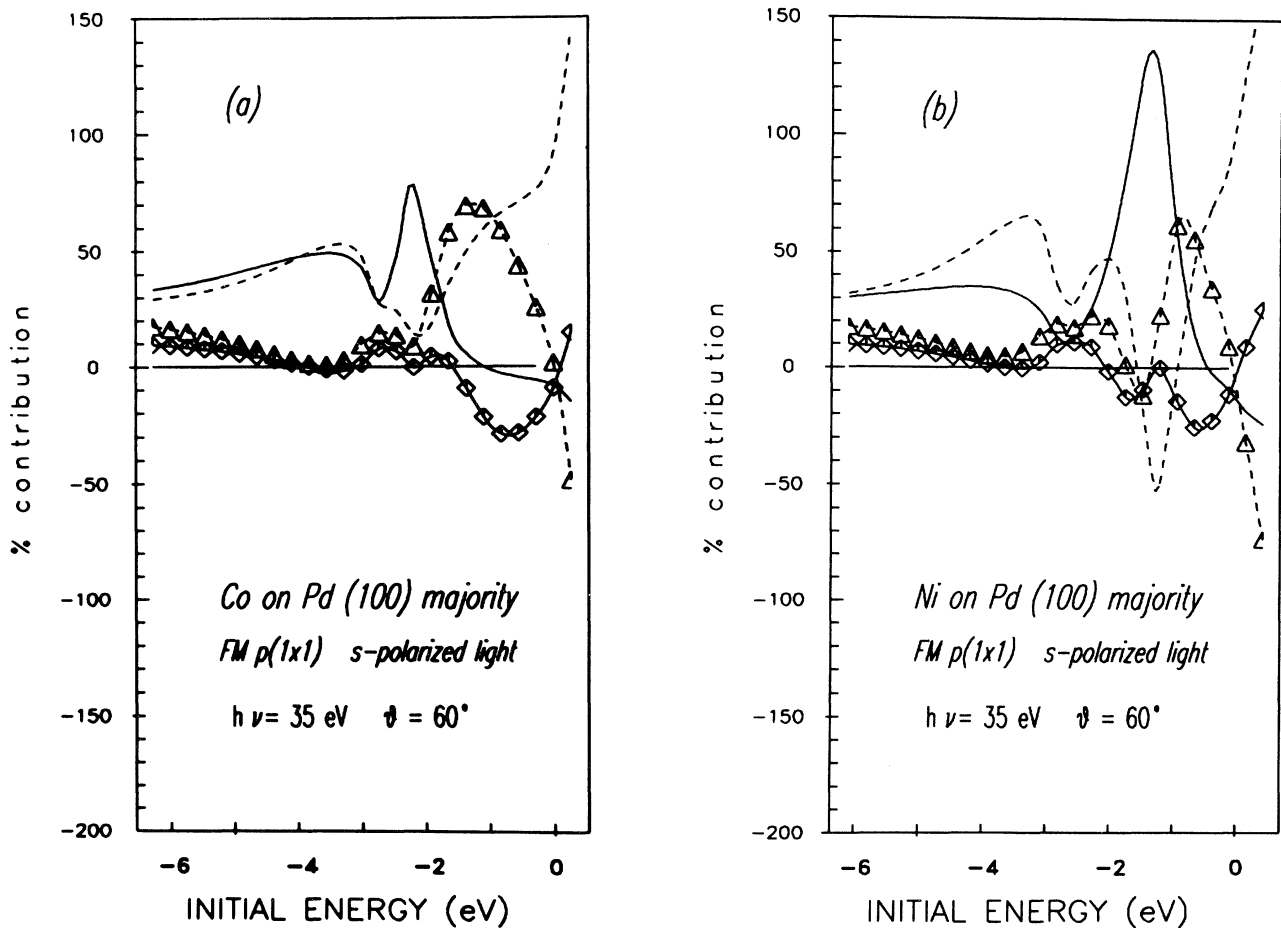 (a)
150
100
50
0
-50
-100
-150
-200
% contribution
Co on Pd (100) majority
FM p(1x1) s-polarized light
h ν = 35 eV ϑ = 60°
-6 -4 -2 0
INITIAL ENERGY (eV)
(b)
150
100
50
0
-50
-100
-150
-200
% contribution
Ni on Pd (100) majority
FM p(1x1) s-polarized light
h ν = 35 eV ϑ = 60°
-6 -4 -2 0
INITIAL ENERGY (eV)